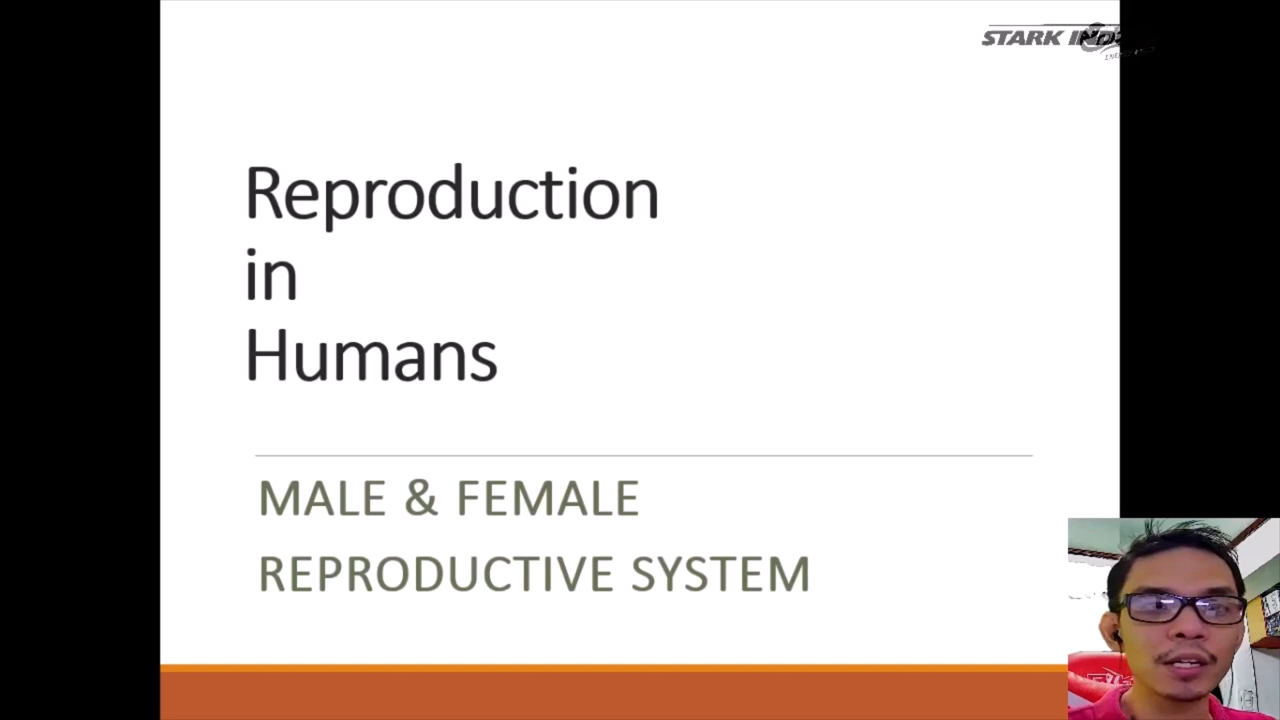 STARK
Reproduction
in
Humans
MALE & FEMALE
REPRODUCTIVE SYSTEM